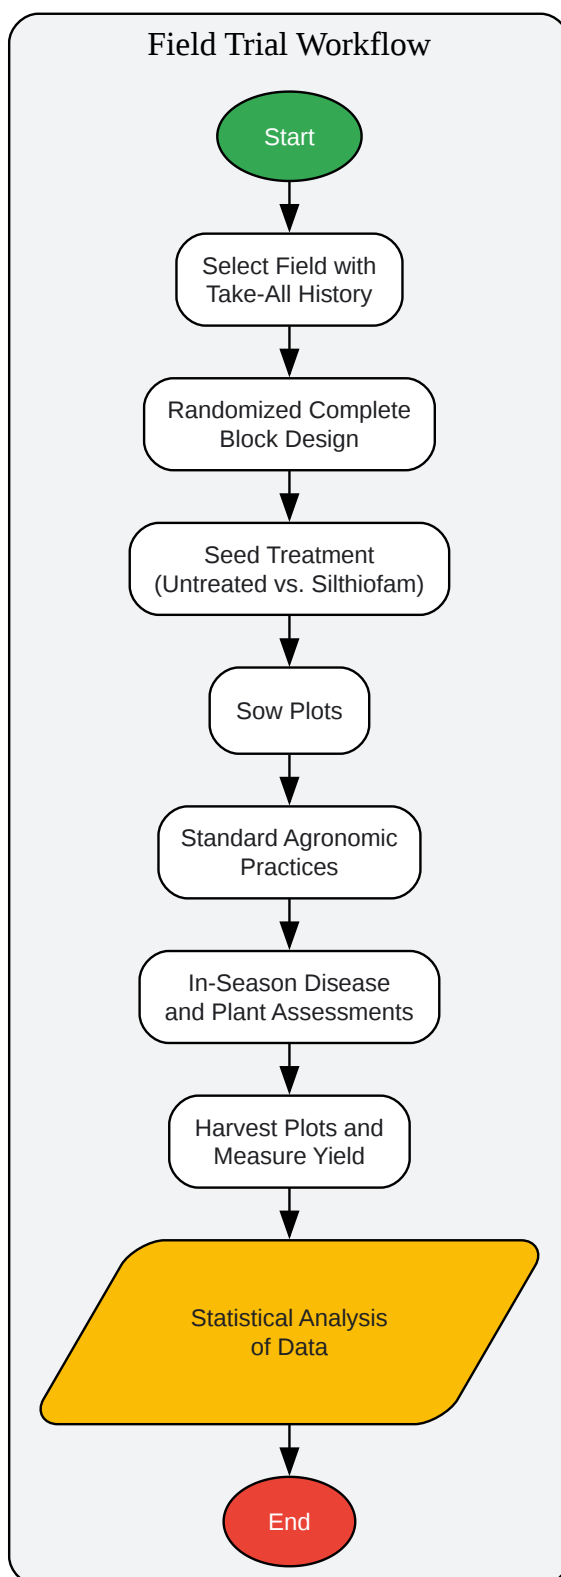 Field Trial Workflow
Start
Select Field with
Take-All History
Randomized Complete
Block Design
Seed Treatment
(Untreated vs. Silthiofam)
Sow Plots
Standard Agronomic
Practices
In-Season Disease
and Plant Assessments
Harvest Plots and
Measure Yield
Statistical Analysis
of Data
End